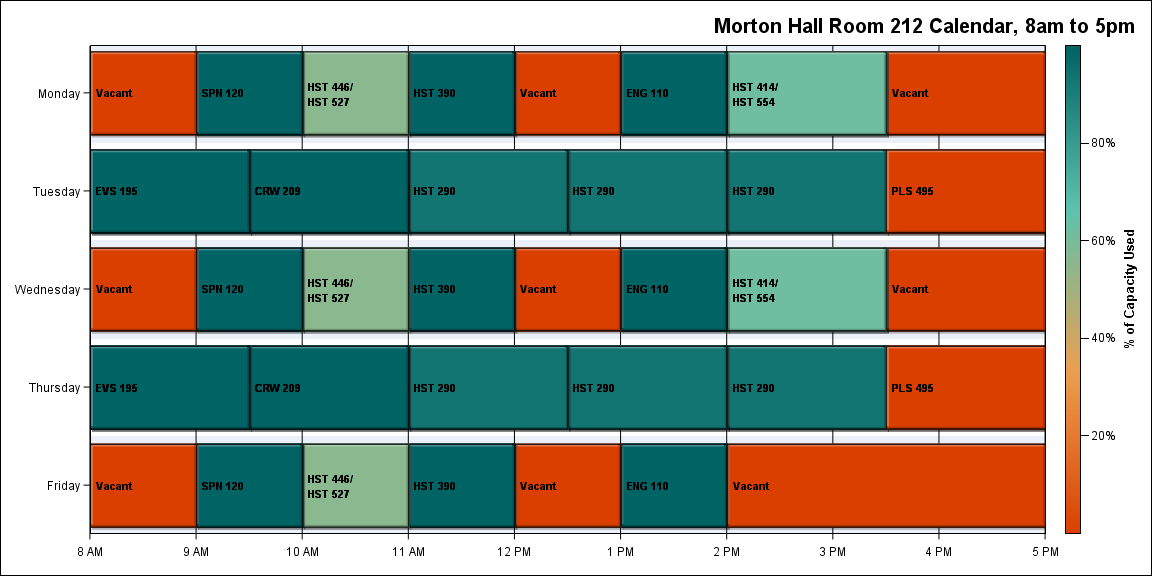 Morton Hall Room 212 Calendar, 8am to 5pm
Monday
Vacant
SPN 120
HST 446/
HST 527
HST 390
Vacant
ENG 110
HST 414/
HST 554
Vacant
Tuesday
EVS 195
CRW 209
HST 290
HST 290
HST 290
PLS 495
Wednesday
Vacant
SPN 120
HST 446/
HST 527
HST 390
Vacant
ENG 110
HST 414/
HST 554
Vacant
Thursday
EVS 195
CRW 209
HST 290
HST 290
HST 290
PLS 495
Friday
Vacant
SPN 120
HST 446/
HST 527
HST 390
Vacant
ENG 110
Vacant
8 AM
9 AM
10 AM
11 AM
12 PM
1 PM
2 PM
3 PM
4 PM
5 PM
80%
60%
40%
20%
% of Capacity Used